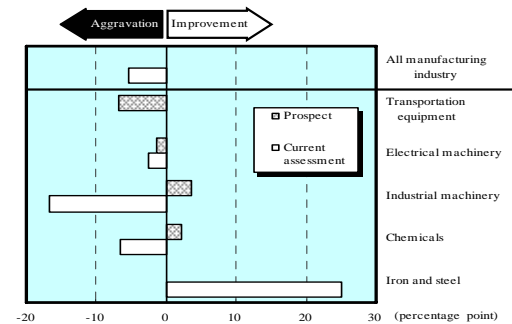 Aggravation Improvement
All manufacturing
industry
Transportation
equipment
Prospect
Current
assessment
Electrical machinery
Industrial machinery
Chemicals
Iron and steel
-20 -10 0 10 20 30 (percentage point)